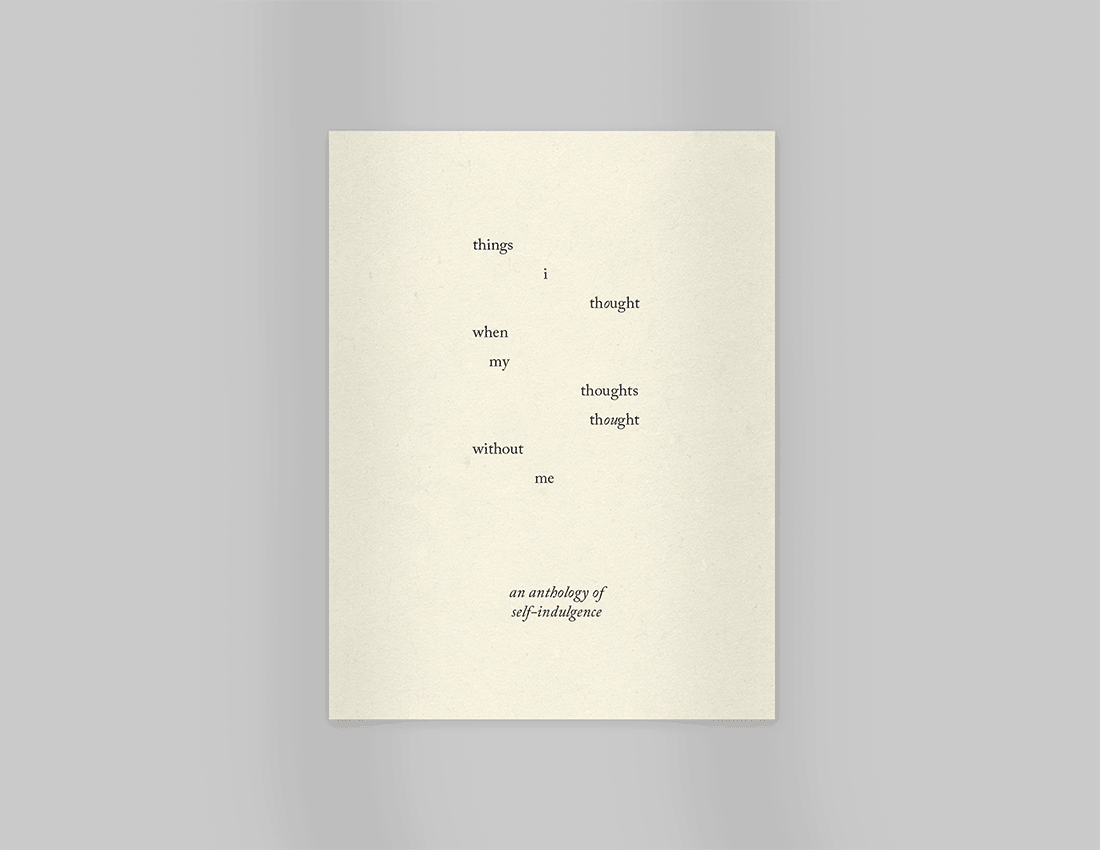 things
i
thought
when
my
thoughts
thought
without
me
an anthology of
self-indulgence